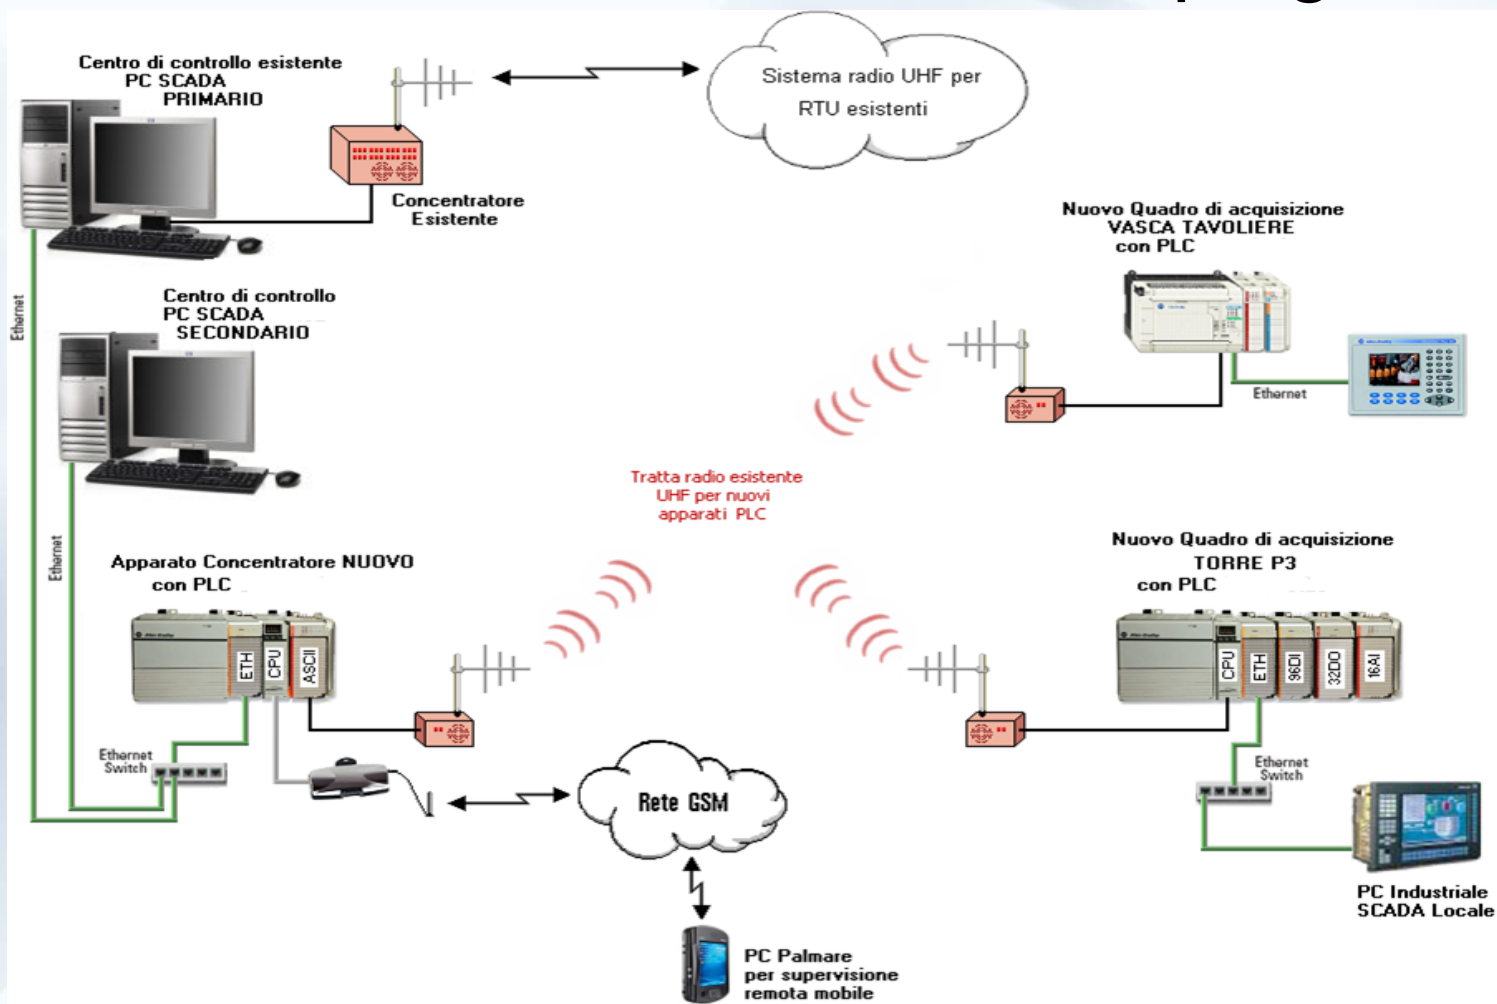 Centro di controllo esistente
PC SCADA
PRIMARIO
Sistema radio UHF per
RTU esistenti
Concentratore
Esistente
Nuovo Quadro di acquisizione
VASCA TAVOLIERE
con PLC
Ethernet
Centro di controllo
PC SCADA
SECONDARIO
Ethernet
Tratta radio esistente
UHF per nuovi
apparati PLC
Ethernet
Apparato Concentratore NUOVO
con PLC
ETH
CPU
ASCII
Nuovo Quadro di acquisizione
TORRE P3
con PLC
CPU
ETH
96DI
32DO
16AI
Ethernet
Switch
Ethernet
Switch
Rete GSM
PC Industriale
SCADA Locale
PC Palmare
per supervisione
remota mobile